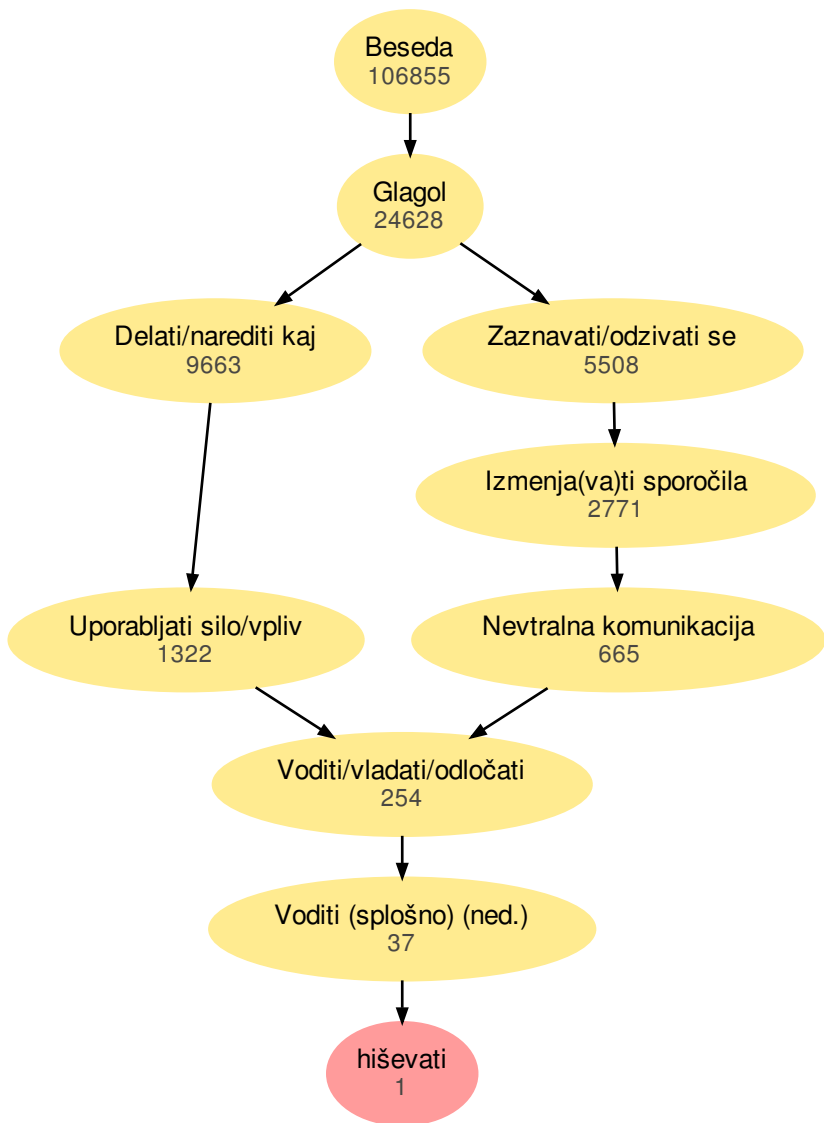 Beseda
106855
Glagol
24628
Delati/narediti kaj
9663
Zaznavati/odzivati se
5508
Izmenja(va)ti sporočila
2771
Uporabljati silo/vpliv
1322
Nevtralna komunikacija
665
Voditi/vladati/odločati
254
Voditi (splošno) (ned.)
37
hiševati
1